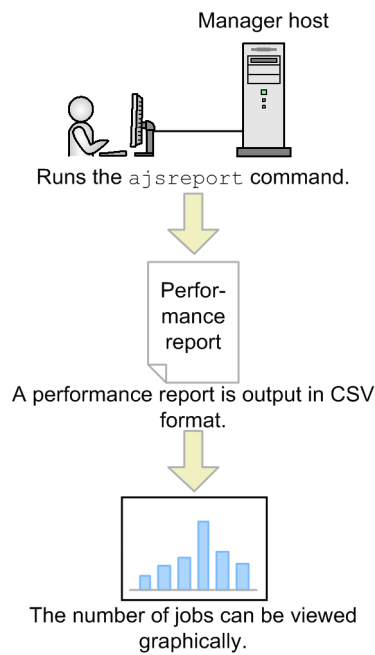 Manager host
Runs the ajsreport command.
Perfor-
mance
report
A performance report is output in CSV
format.
The number of jobs can be viewed
graphically.